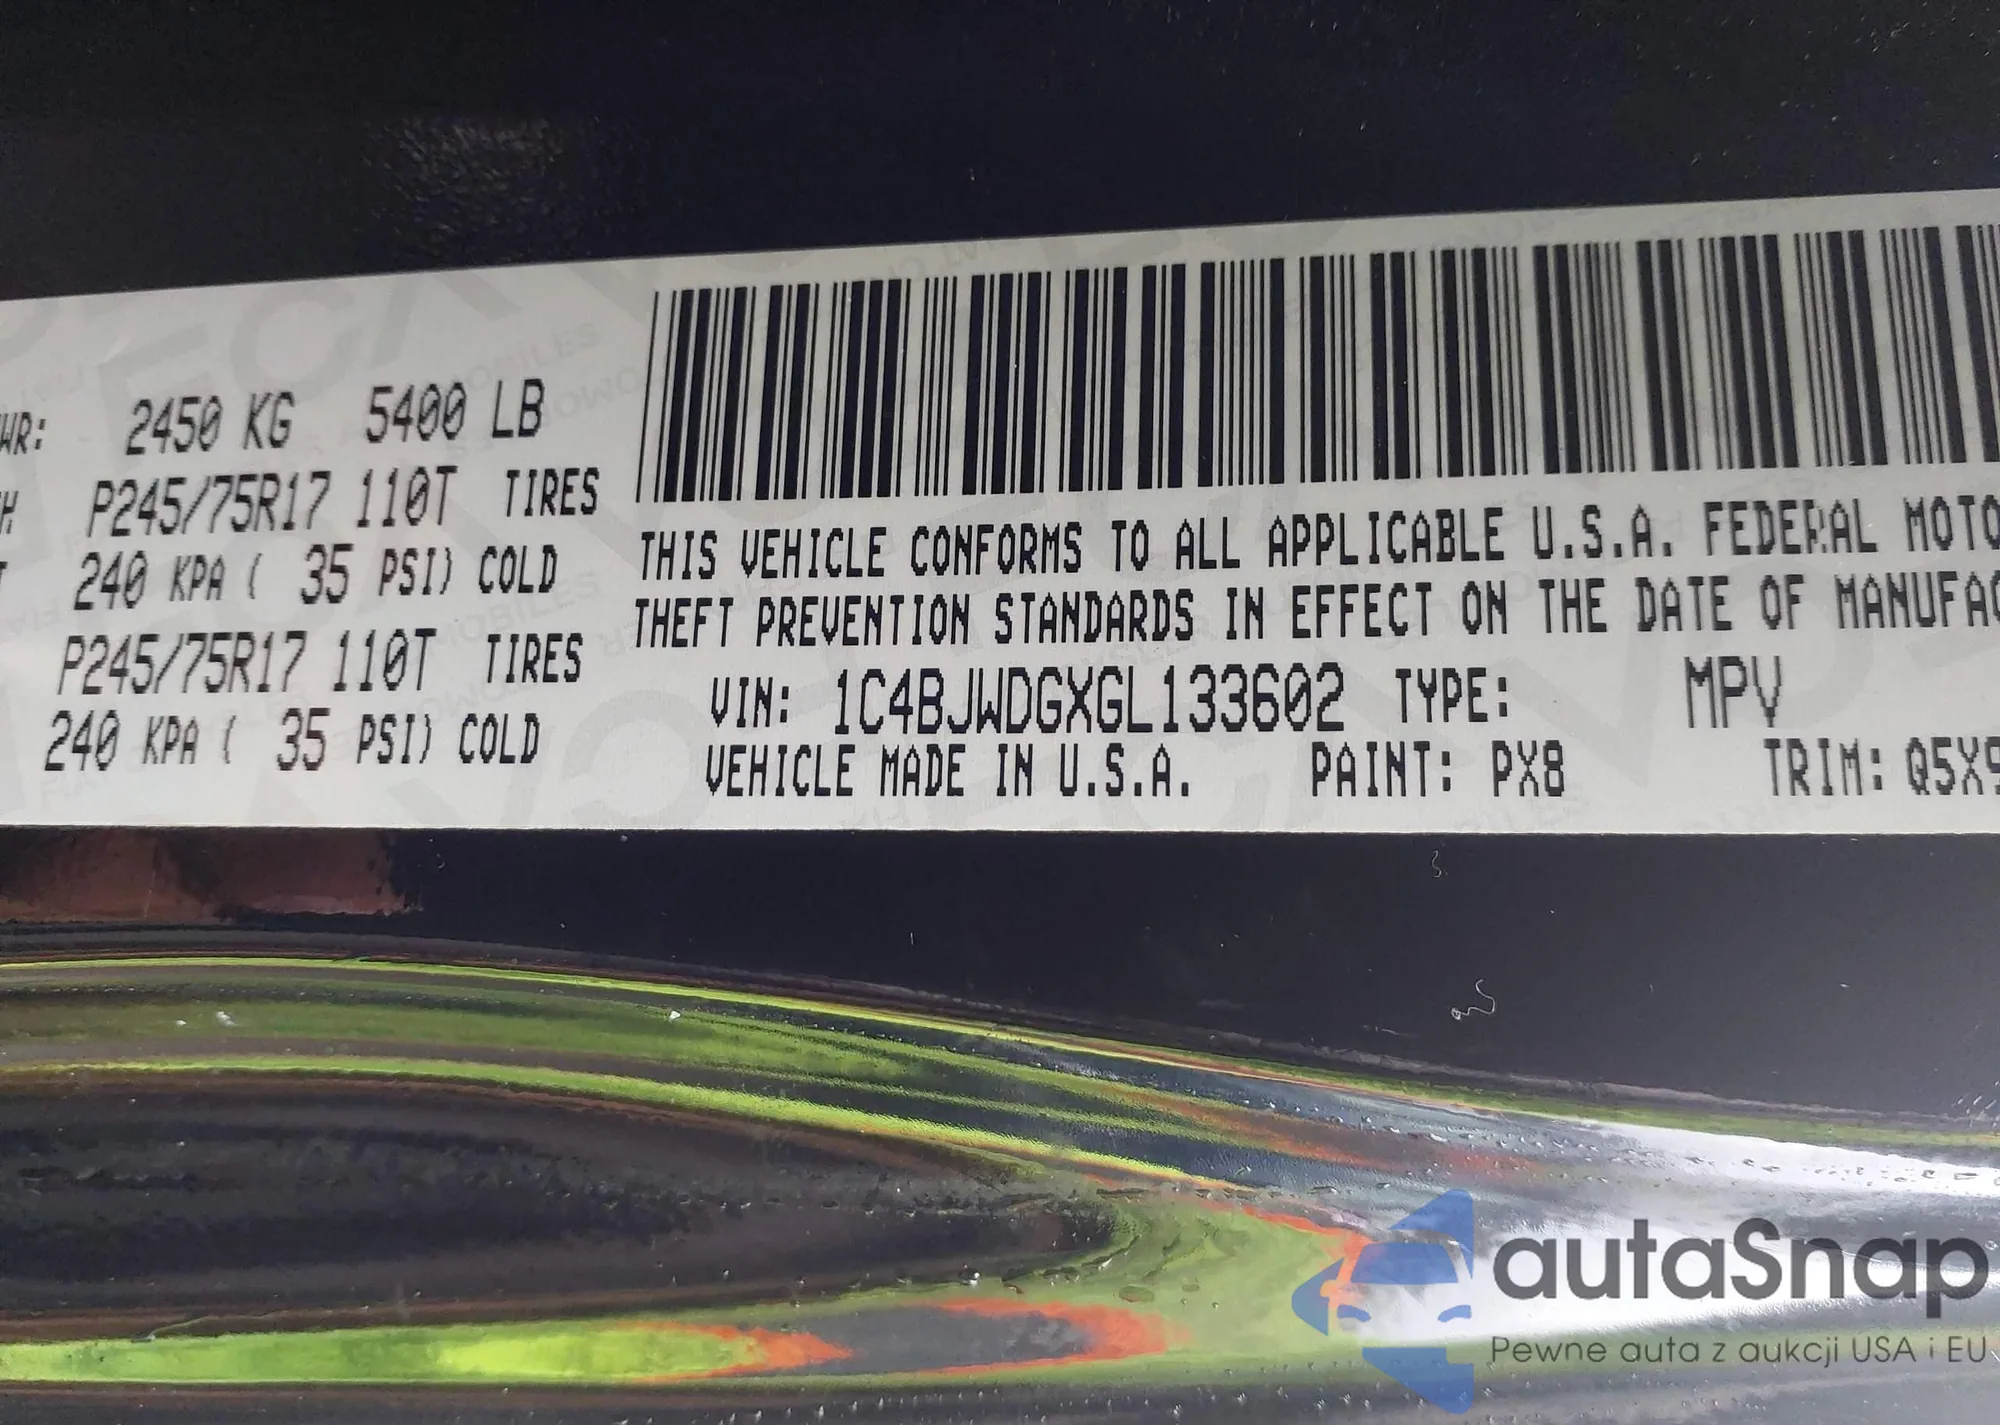 WR: 2450 KG 5400 LB
P245/75R17 110T TIRES
240 KPA ( 35 PSI) COLD
P245/75R17 110T TIRES
240 KPA ( 35 PSI) COLD
THIS VEHICLE CONFORMS TO ALL APPLICABLE U.S.A. FEDERAL MOTO
THEFT PREVENTION STANDARDS IN EFFECT ON THE DATE OF MANUFAC
VIN: 1C4BJWDGXGL133602 TYPE: MPV
VEHICLE MADE IN U.S.A. PAINT: PX8 TRIM: Q5X9
autaSnap
Pewne auta z aukcji USA i EU